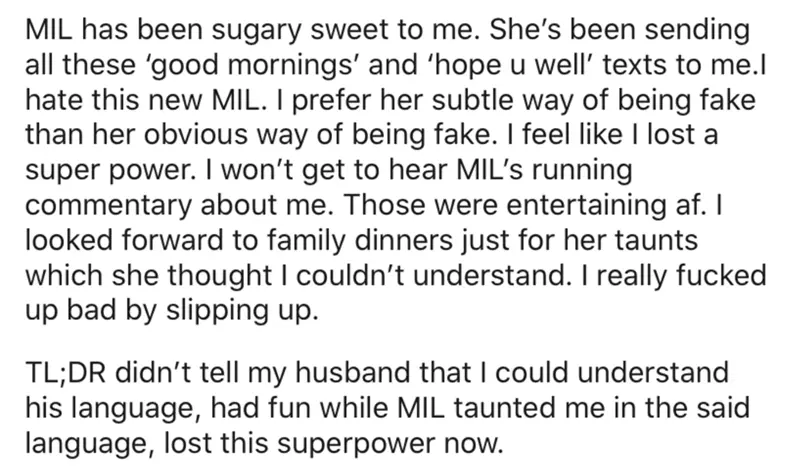 MIL has been sugary sweet to me. She’s been sending
all these ‘good mornings’ and ‘hope u well’ texts to me.I
hate this new MIL. I prefer her subtle way of being fake
than her obvious way of being fake. I feel like I lost a
super power. I won’t get to hear MIL’s running
commentary about me. Those were entertaining af. I
looked forward to family dinners just for her taunts
which she thought I couldn’t understand. I really fucked
up bad by slipping up.
TL;DR didn’t tell my husband that I could understand
his language, had fun while MIL taunted me in the said
language, lost this superpower now.